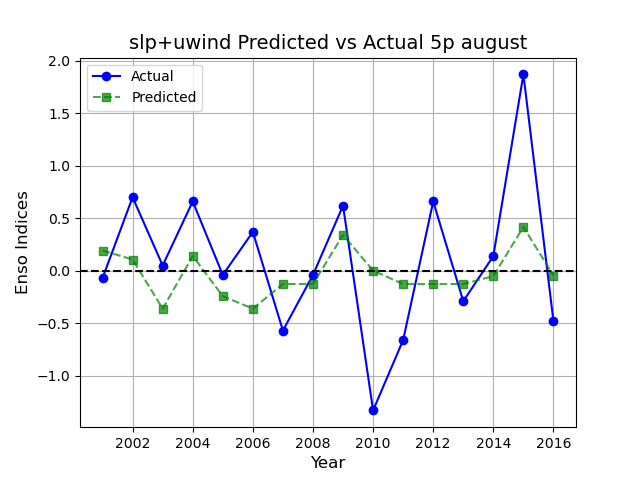 slp+uwind Predicted vs Actual 5p august
Actual
Predicted
Enso Indices
2.0
1.5
1.0
0.5
0.0
−0.5
−1.0
2002 2004 2006 2008 2010 2012 2014 2016
Year